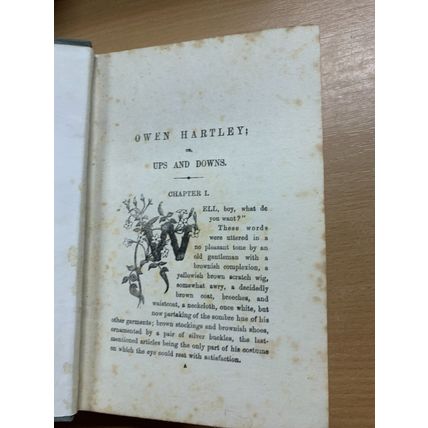 OWEN HARTLEY;
OR,
UPS AND DOWNS.
CHAPTER I.
WELL, boy, what do
you want?"
These words
were uttered in a
no pleasant tone by an
old gentleman with a
brownish complexion, a
yellowish brown scratch wig,
somewhat awry, a decidedly
brown coat, breeches, and
waistcoat, a neckcloth, once white, but
now partaking of the sombre hue of his
other garments; brown stockings and brownish shoes,
ornamented by a pair of silver buckles, the last-
mentioned articles being the only part of his costume
on which the eye could rest with satisfaction.
A